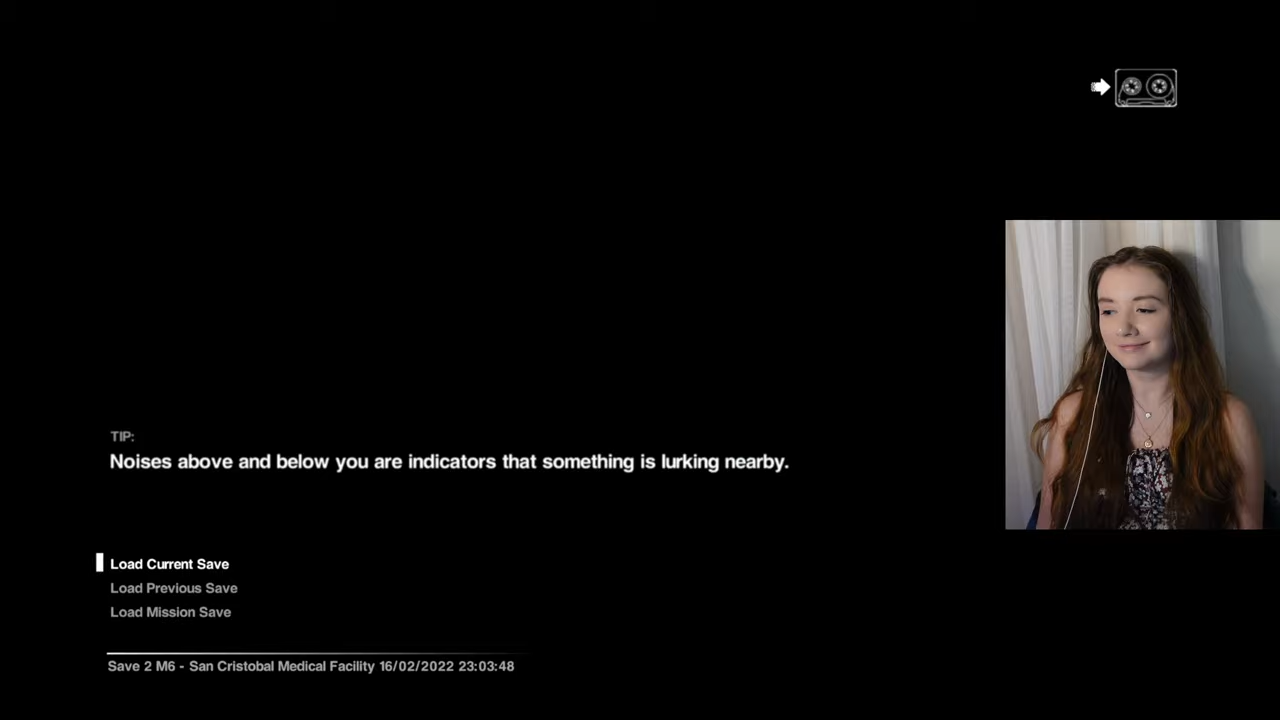 TIP:
Noises above and below you are indicators that something is lurking nearby.
Load Current Save
Load Previous Save
Load Mission Save
Save 2 M6 - San Cristobal Medical Facility 16/02/2022 23:03:48